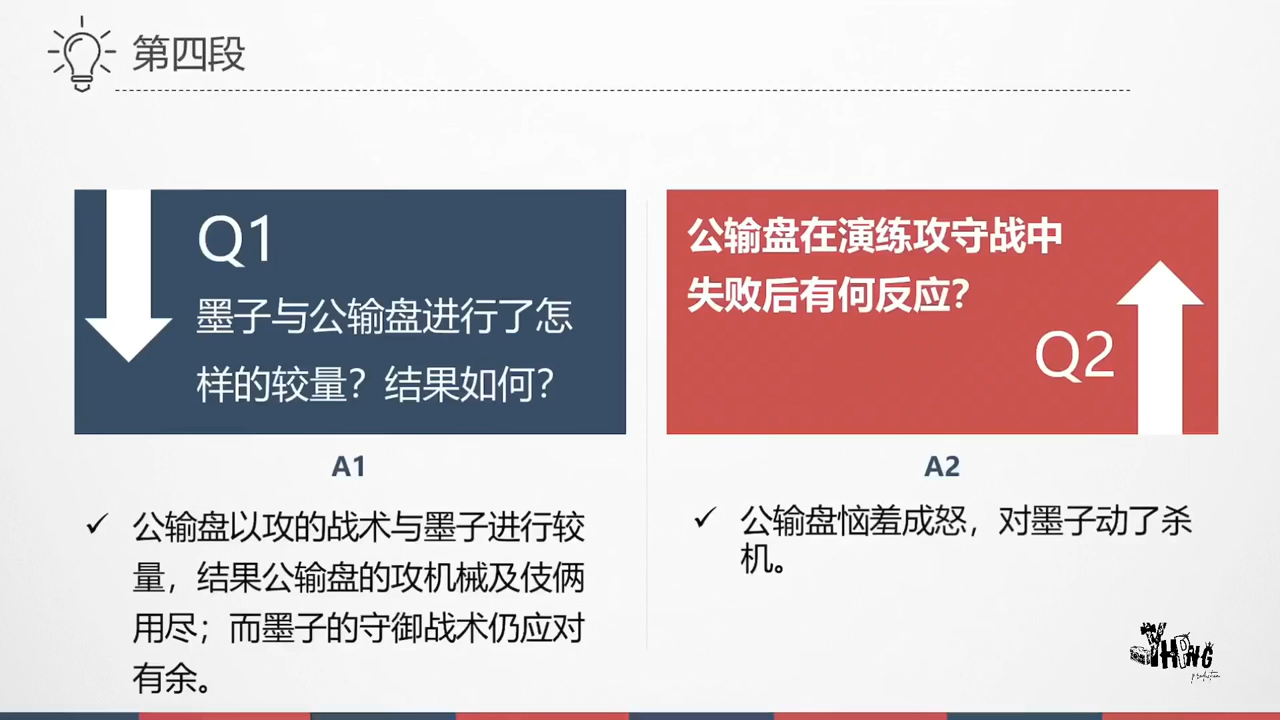 第四段
Q1
墨子与公输盘进行了怎
样的较量？结果如何？
公输盘在演练攻守战中
失败后有何反应？
Q2
A1
公输盘以攻的战术与墨子进行较
量，结果公输盘的攻机械及伎俩
用尽；而墨子的守御战术仍应对
有余。
A2
公输盘恼羞成怒，对墨子动了杀
机。
YIHPING
production